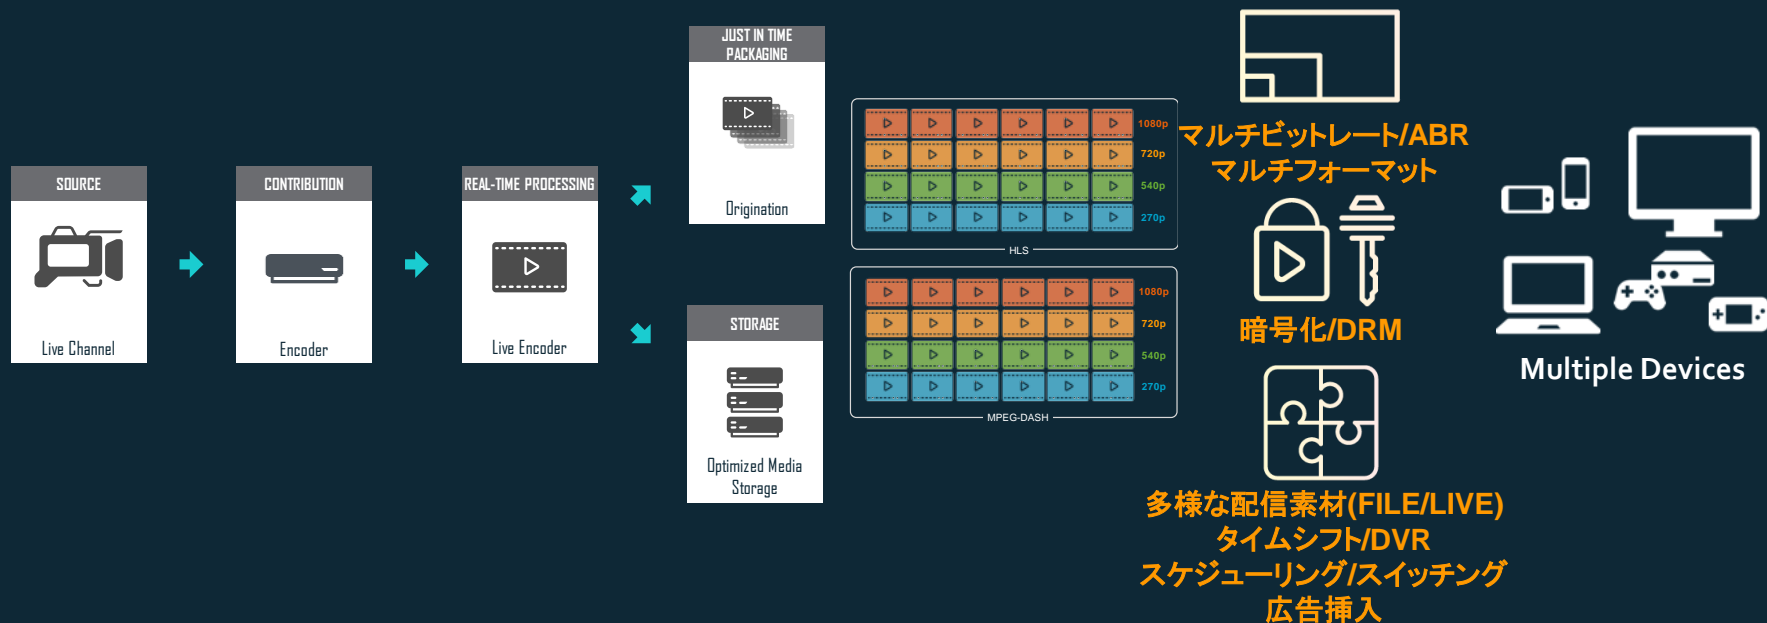 SOURCE
Live Channel
CONTRIBUTION
Encoder
REAL-TIME PROCESSING
Live Encoder
JUST IN TIME
PACKAGING
Origination
STORAGE
Optimized Media
Storage
1080p
720p
540p
270p
HLS
1080p
720p
540p
270p
MPEG-DASH
マルチビットレート/ABR
マルチフォーマット
暗号化/DRM
多様な配信素材(FILE/LIVE)
タイムシフト/DVR
スケジューリング/スイッチング
広告挿入
Multiple Devices